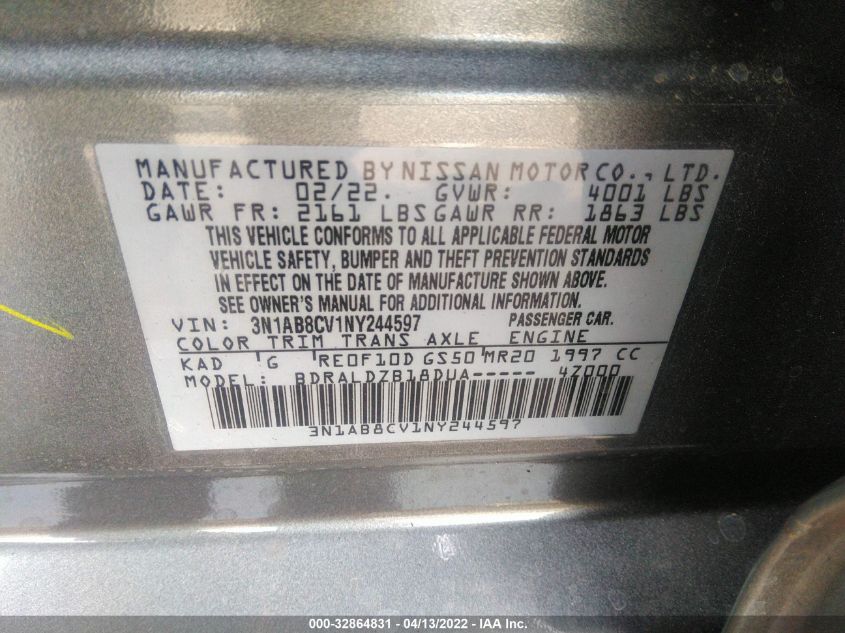 MANUFACTURED BY NISSAN MOTOR CO., LTD.
DATE: 02/22. GVWR: 4001 LBS
GAWR FR: 2161 LBS GAWR RR: 1863 LBS
THIS VEHICLE CONFORMS TO ALL APPLICABLE FEDERAL MOTOR
VEHICLE SAFETY, BUMPER AND THEFT PREVENTION STANDARDS
IN EFFECT ON THE DATE OF MANUFACTURE SHOWN ABOVE.
SEE OWNER'S MANUAL FOR ADDITIONAL INFORMATION.
VIN: 3N1AB8CV1NY244597 PASSENGER CAR.
COLOR TRIM TRANS AXLE ENGINE
KAD G RE0F10D GS50 MR20 1997 CC
MODEL: BDRALDZB18DUA----- 4Z000
3N1AB8CV1NY244597
000-32864831 - 04/13/2022 - IAA Inc.